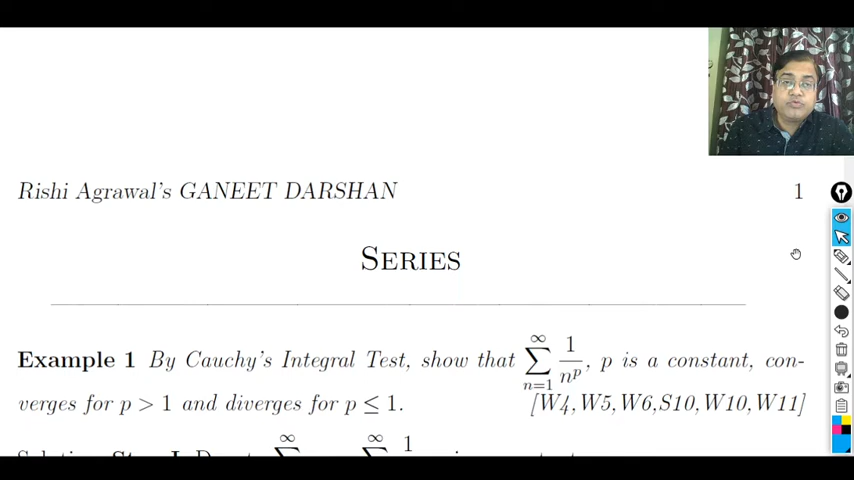 Rishi Agrawal's GANEET DARSHAN 1
SERIES
Example 1 By Cauchy's Integral Test, show that ∑_{n=1}^{∞} 1/n^p, p is a constant, con-
verges for p > 1 and diverges for p ≤ 1. [W4,W5,W6,S10,W10,W11]